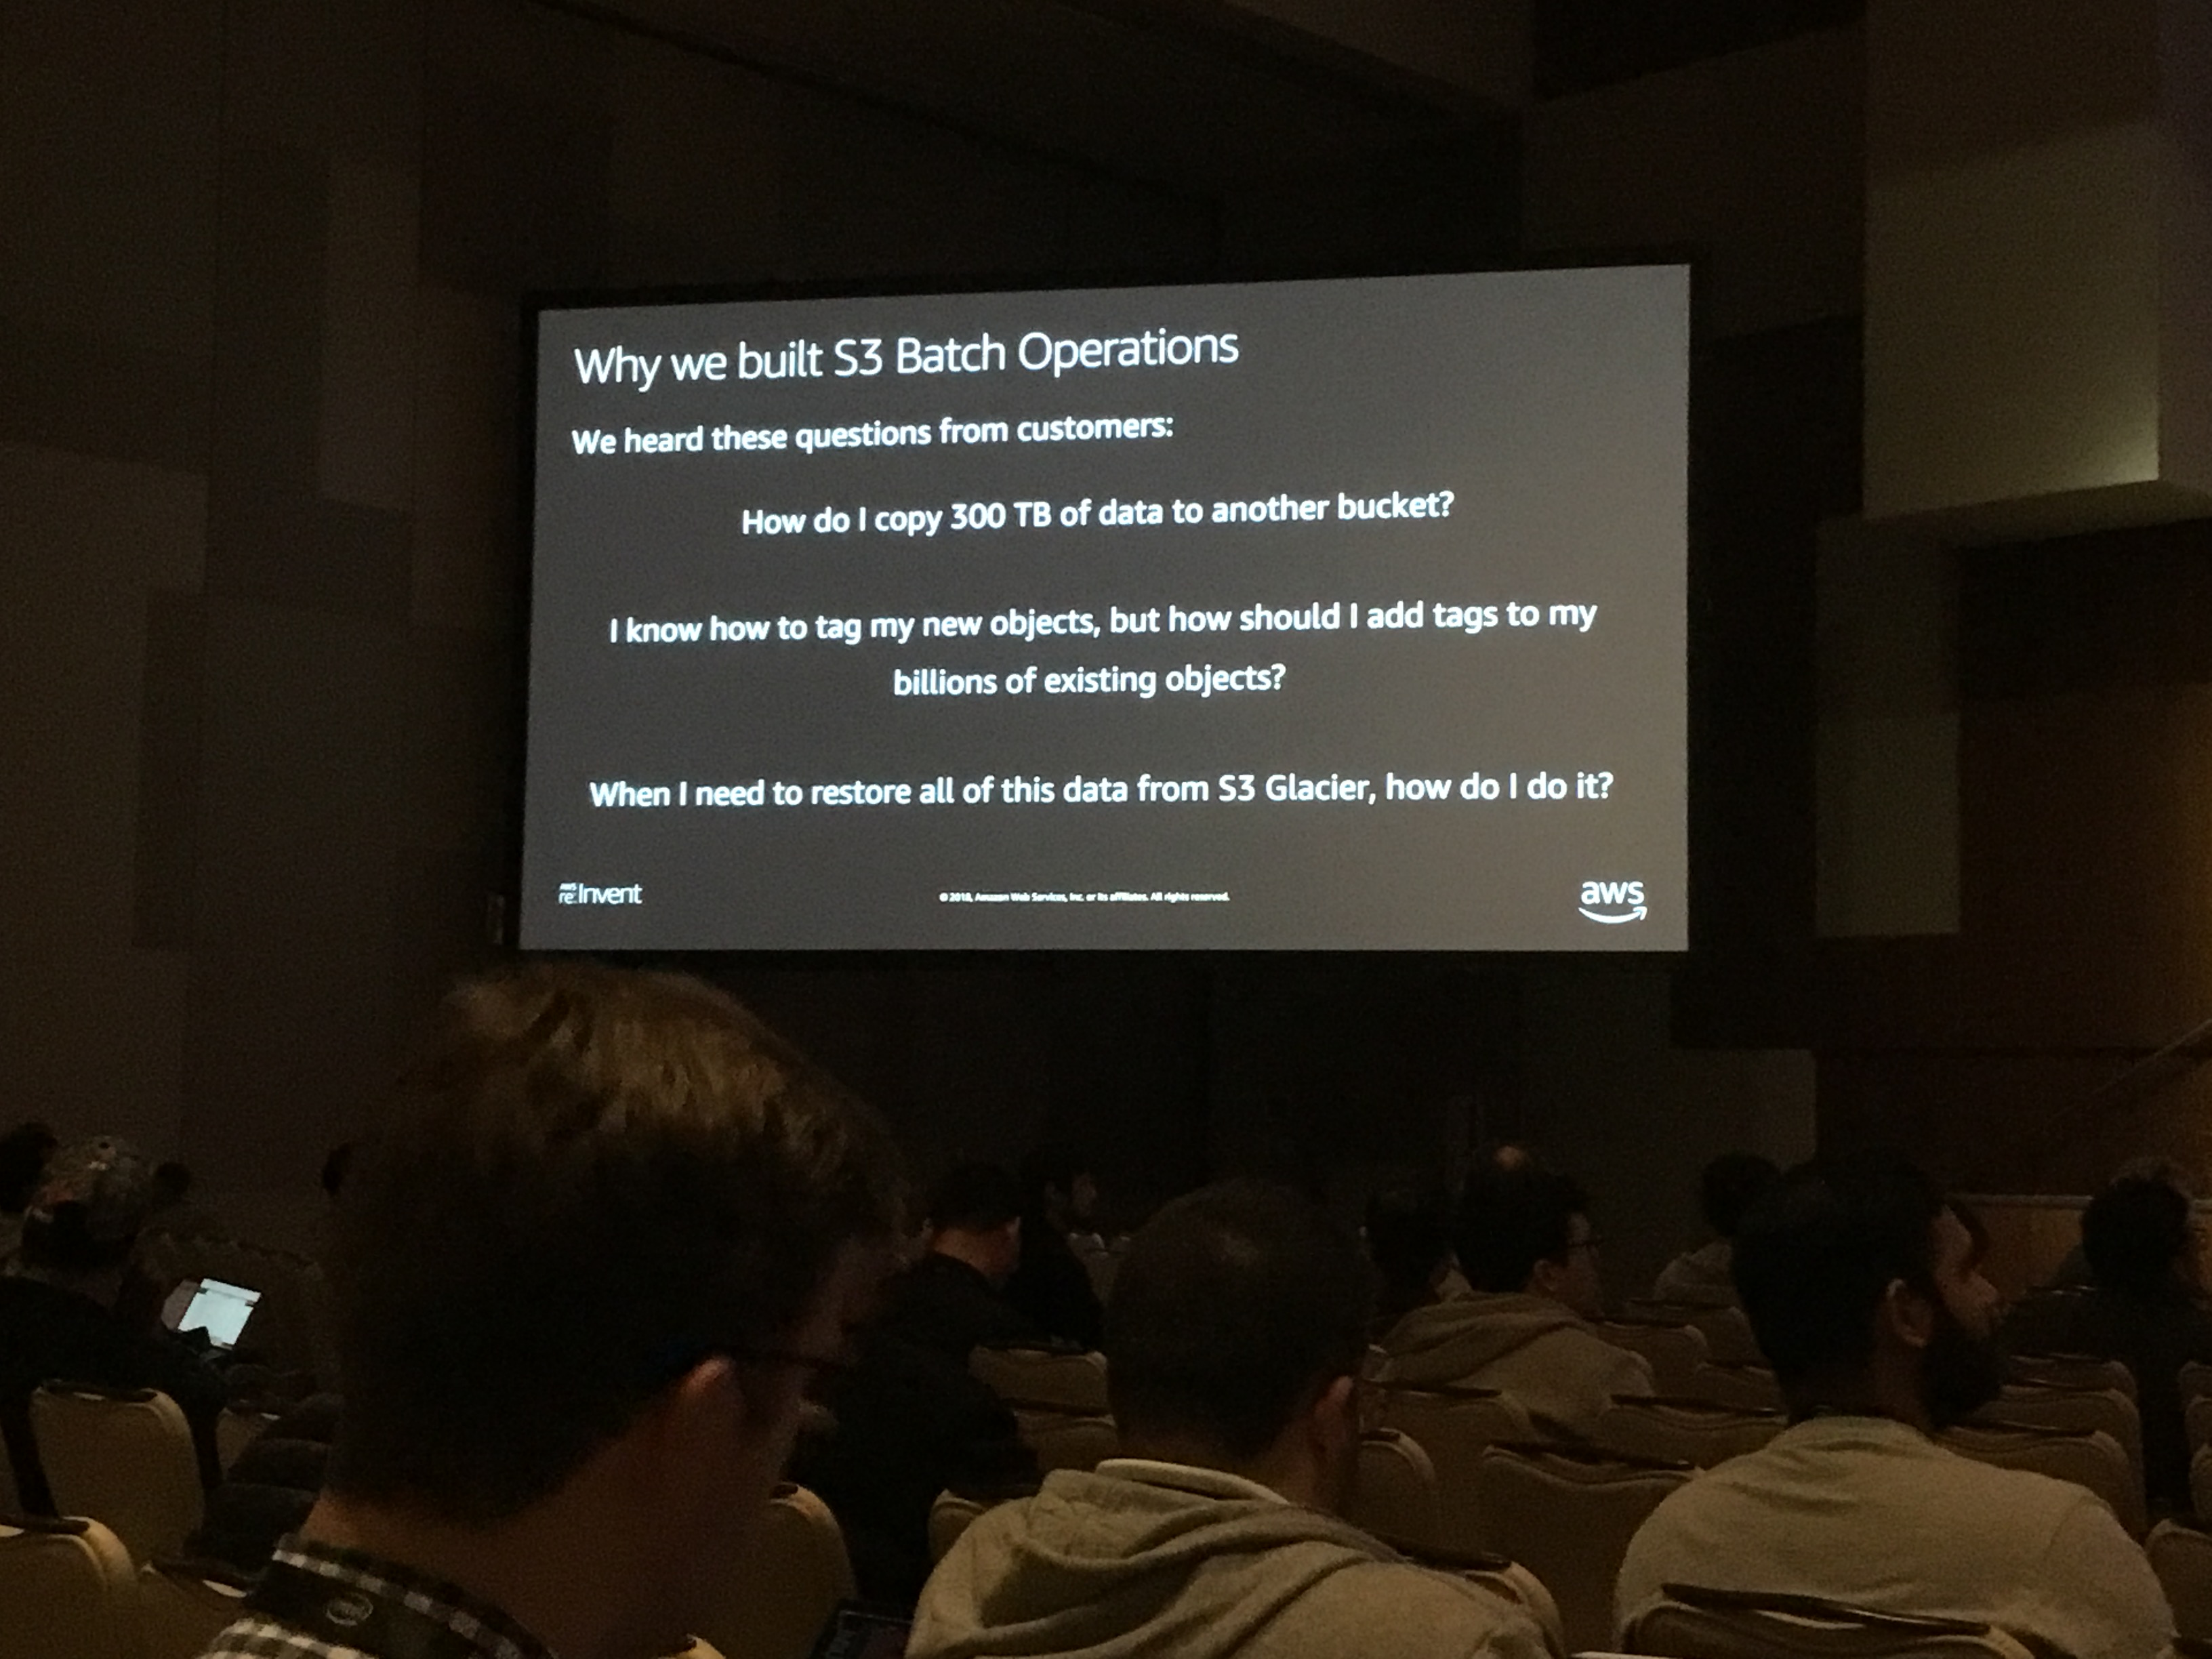 Why we built S3 Batch Operations
We heard these questions from customers:
How do I copy 300 TB of data to another bucket?
I know how to tag my new objects, but how should I add tags to my
billions of existing objects?
When I need to restore all of this data from S3 Glacier, how do I do it?
aws
re:Invent
© 2018, Amazon Web Services, Inc. or its affiliates. All rights reserved.
aws